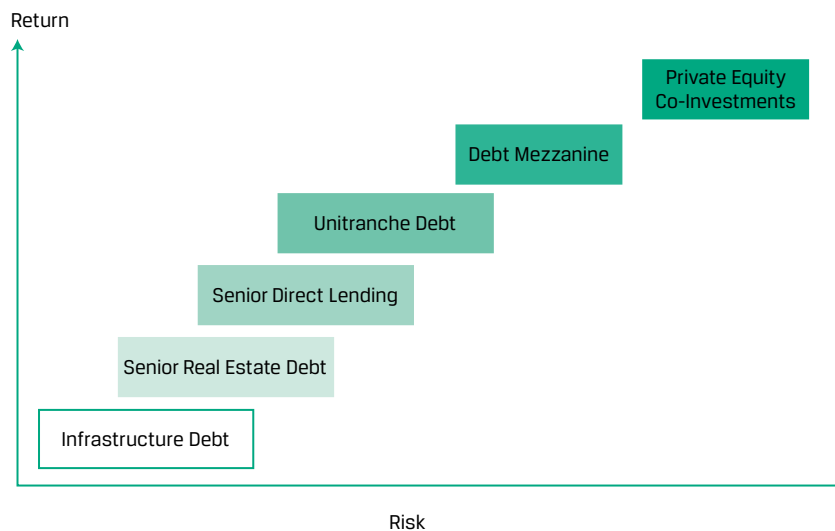 Return
Private Equity
Co-Investments
Debt Mezzanine
Unitranche Debt
Senior Direct Lending
Senior Real Estate Debt
Infrastructure Debt
Risk